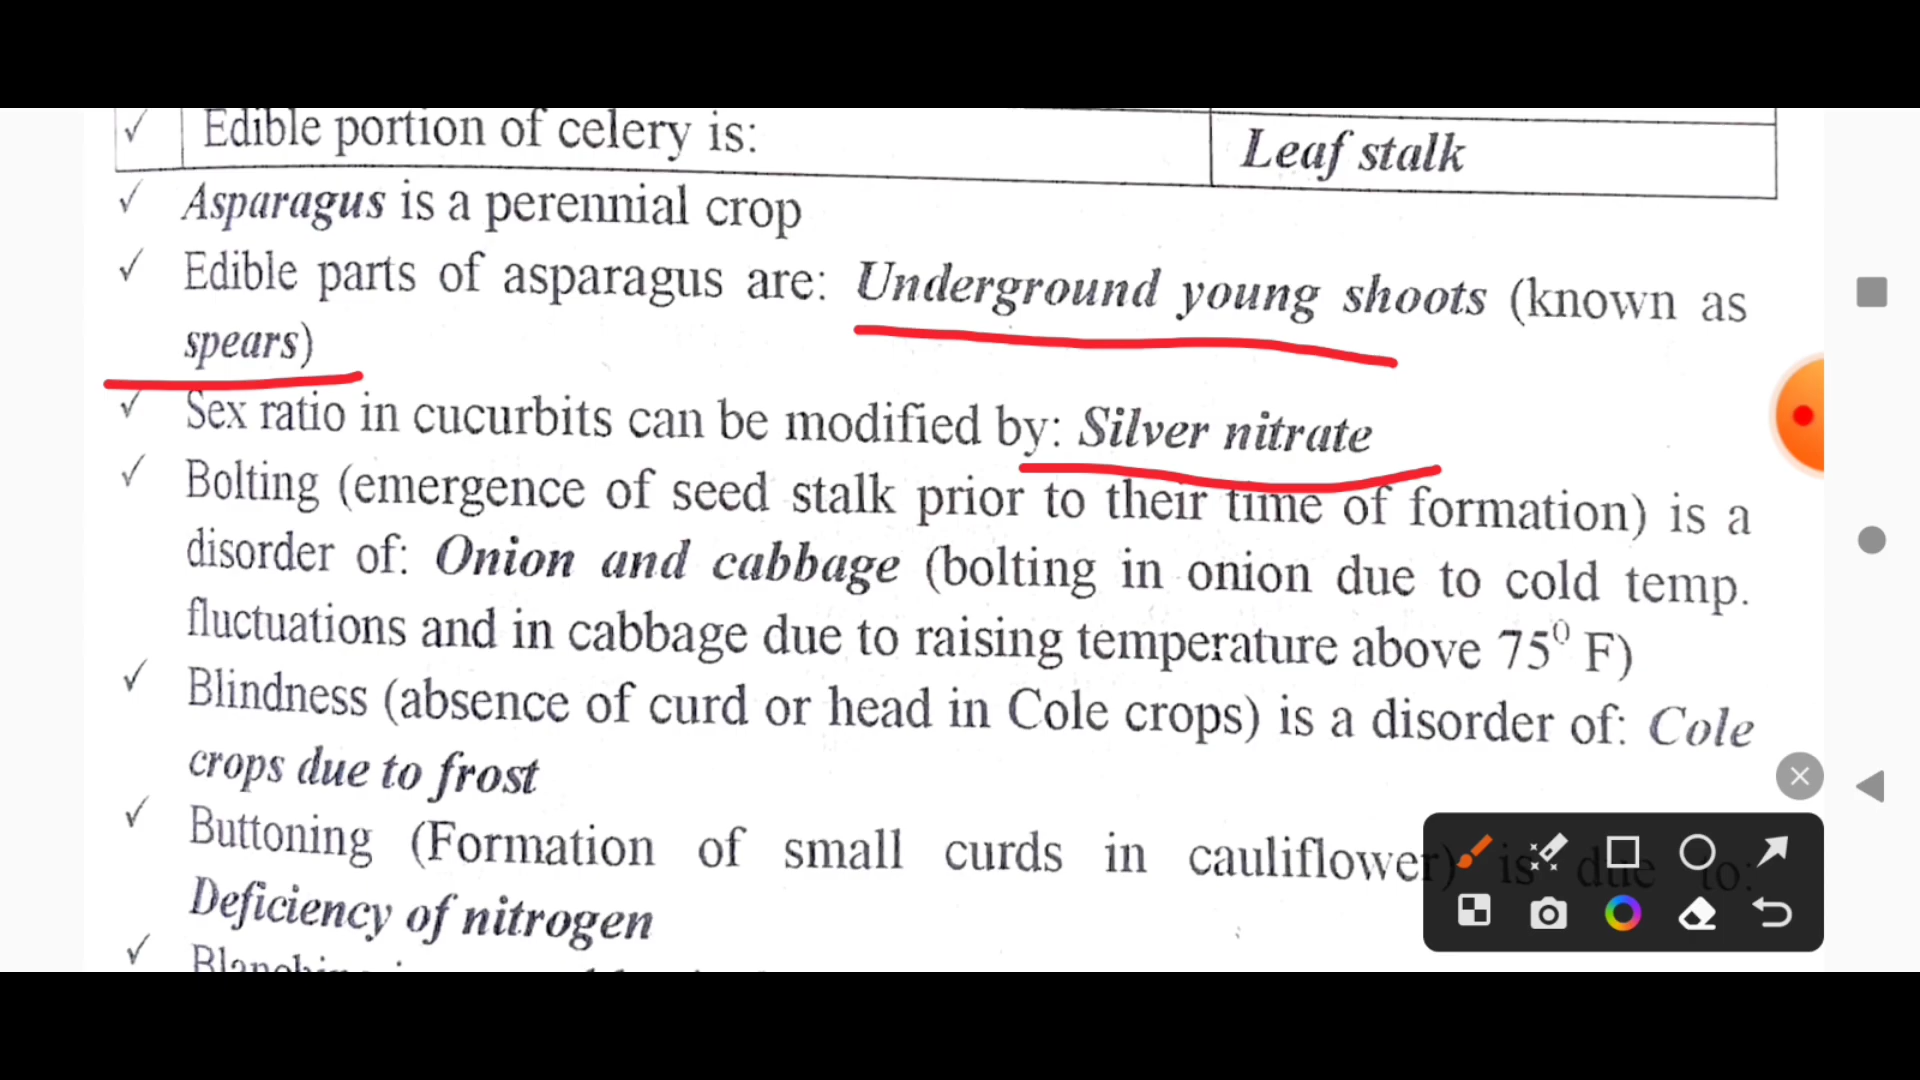 ✓ Edible portion of celery is: Leaf stalk
✓ Asparagus is a perennial crop
✓ Edible parts of asparagus are: Underground young shoots (known as
spears)
✓ Sex ratio in cucurbits can be modified by: Silver nitrate
✓ Bolting (emergence of seed stalk prior to their time of formation) is a
disorder of: Onion and cabbage (bolting in onion due to cold temp.
fluctuations and in cabbage due to raising temperature above 75⁰ F)
✓ Blindness (absence of curd or head in Cole crops) is a disorder of: Cole
crops due to frost
✓ Buttoning (Formation of small curds in cauliflower) is due to:
Deficiency of nitrogen